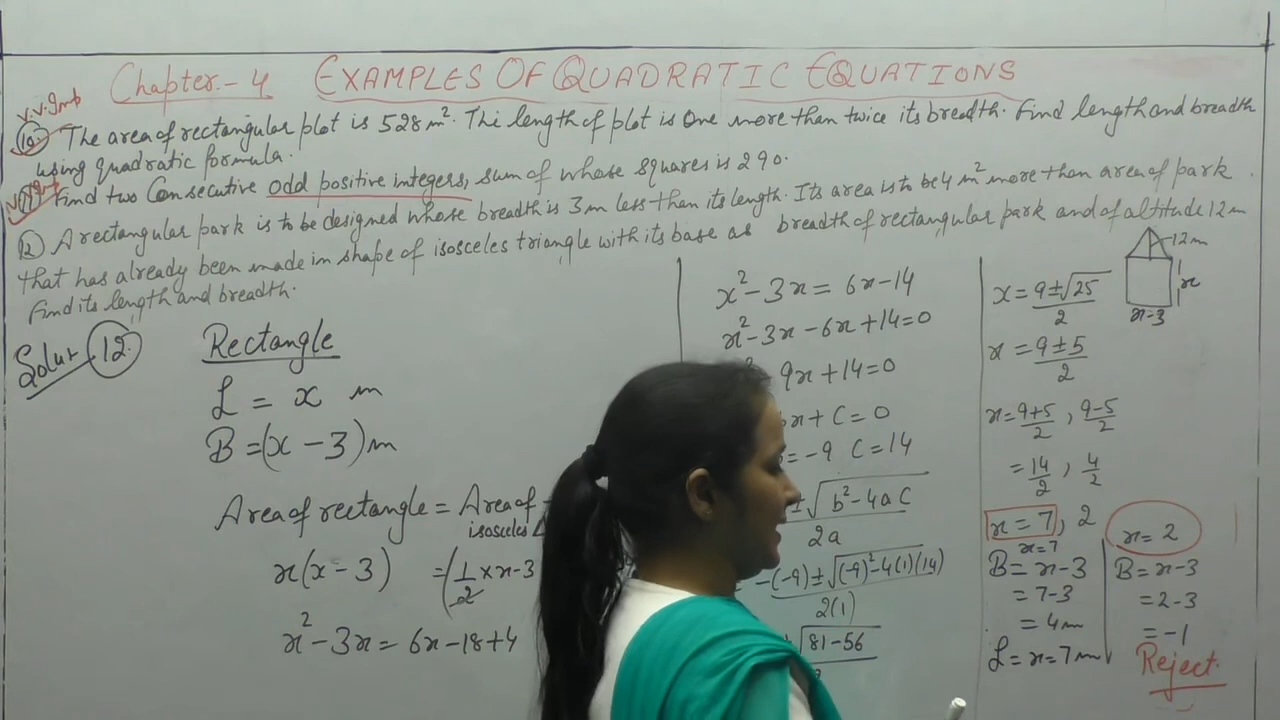 Chapter-4 EXAMPLES OF QUADRATIC EQUATIONS
V.V.Imb
10 The area of rectangular plot is 528 m². The length of plot is One more than twice its breadth. Find length and breadth
using quadratic formula.
11 Find two Consecutive odd positive integers, sum of whose squares is 290.
12 A rectangular park is to be designed whose breadth is 3m less than its length. Its area is to be 4 m² more than area of park
that has already been made in shape of isosceles triangle with its base as breadth of rectangular park and of altitude 12m
Find its length and breadth.
Solur 12.
Rectangle
L = x m
B = (x - 3) m
Area of rectangle = Area of
isosceles Δ
x(x - 3) = (1/2 × x-3
x² - 3x = 6x - 18 + 4
x² - 3x = 6x - 14
x² - 3x - 6x + 14 = 0
9x + 14 = 0
x + C = 0
= -9 C = 14
± √b² - 4aC
2a
-(-9) ± √(-9)² - 4(1)(14)
2(1)
√81 - 56
x = 9 ± √25
2
x = 9 ± 5
2
x = 9+5/2 , 9-5/2
= 14/2 , 4/2
x = 7 , 2
x = 7
B = x - 3
= 7 - 3
= 4m
L = x = 7m
x = 2
B = x - 3
= 2 - 3
= -1
Reject.
12m
x
x-3